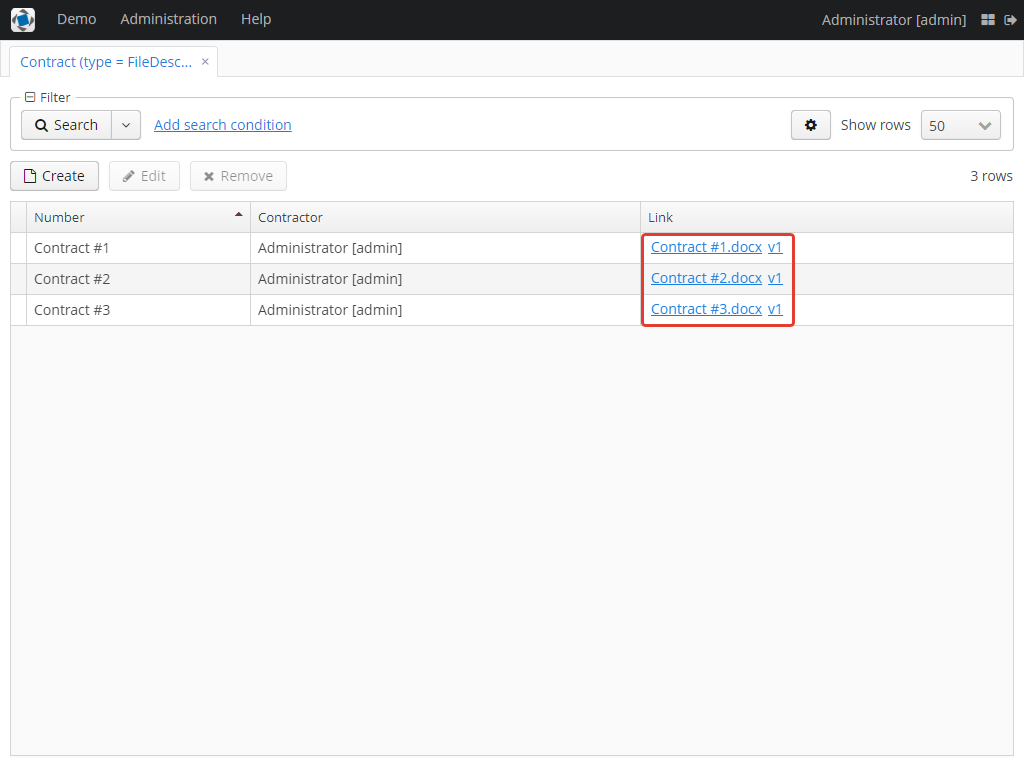 Demo Administration Help Administrator [admin]
Contract (type = FileDesc... ×
Filter
Search Add search condition Show rows 50
Create Edit Remove 3 rows
Number Contractor Link
Contract #1 Administrator [admin] Contract #1.docx v1
Contract #2 Administrator [admin] Contract #2.docx v1
Contract #3 Administrator [admin] Contract #3.docx v1